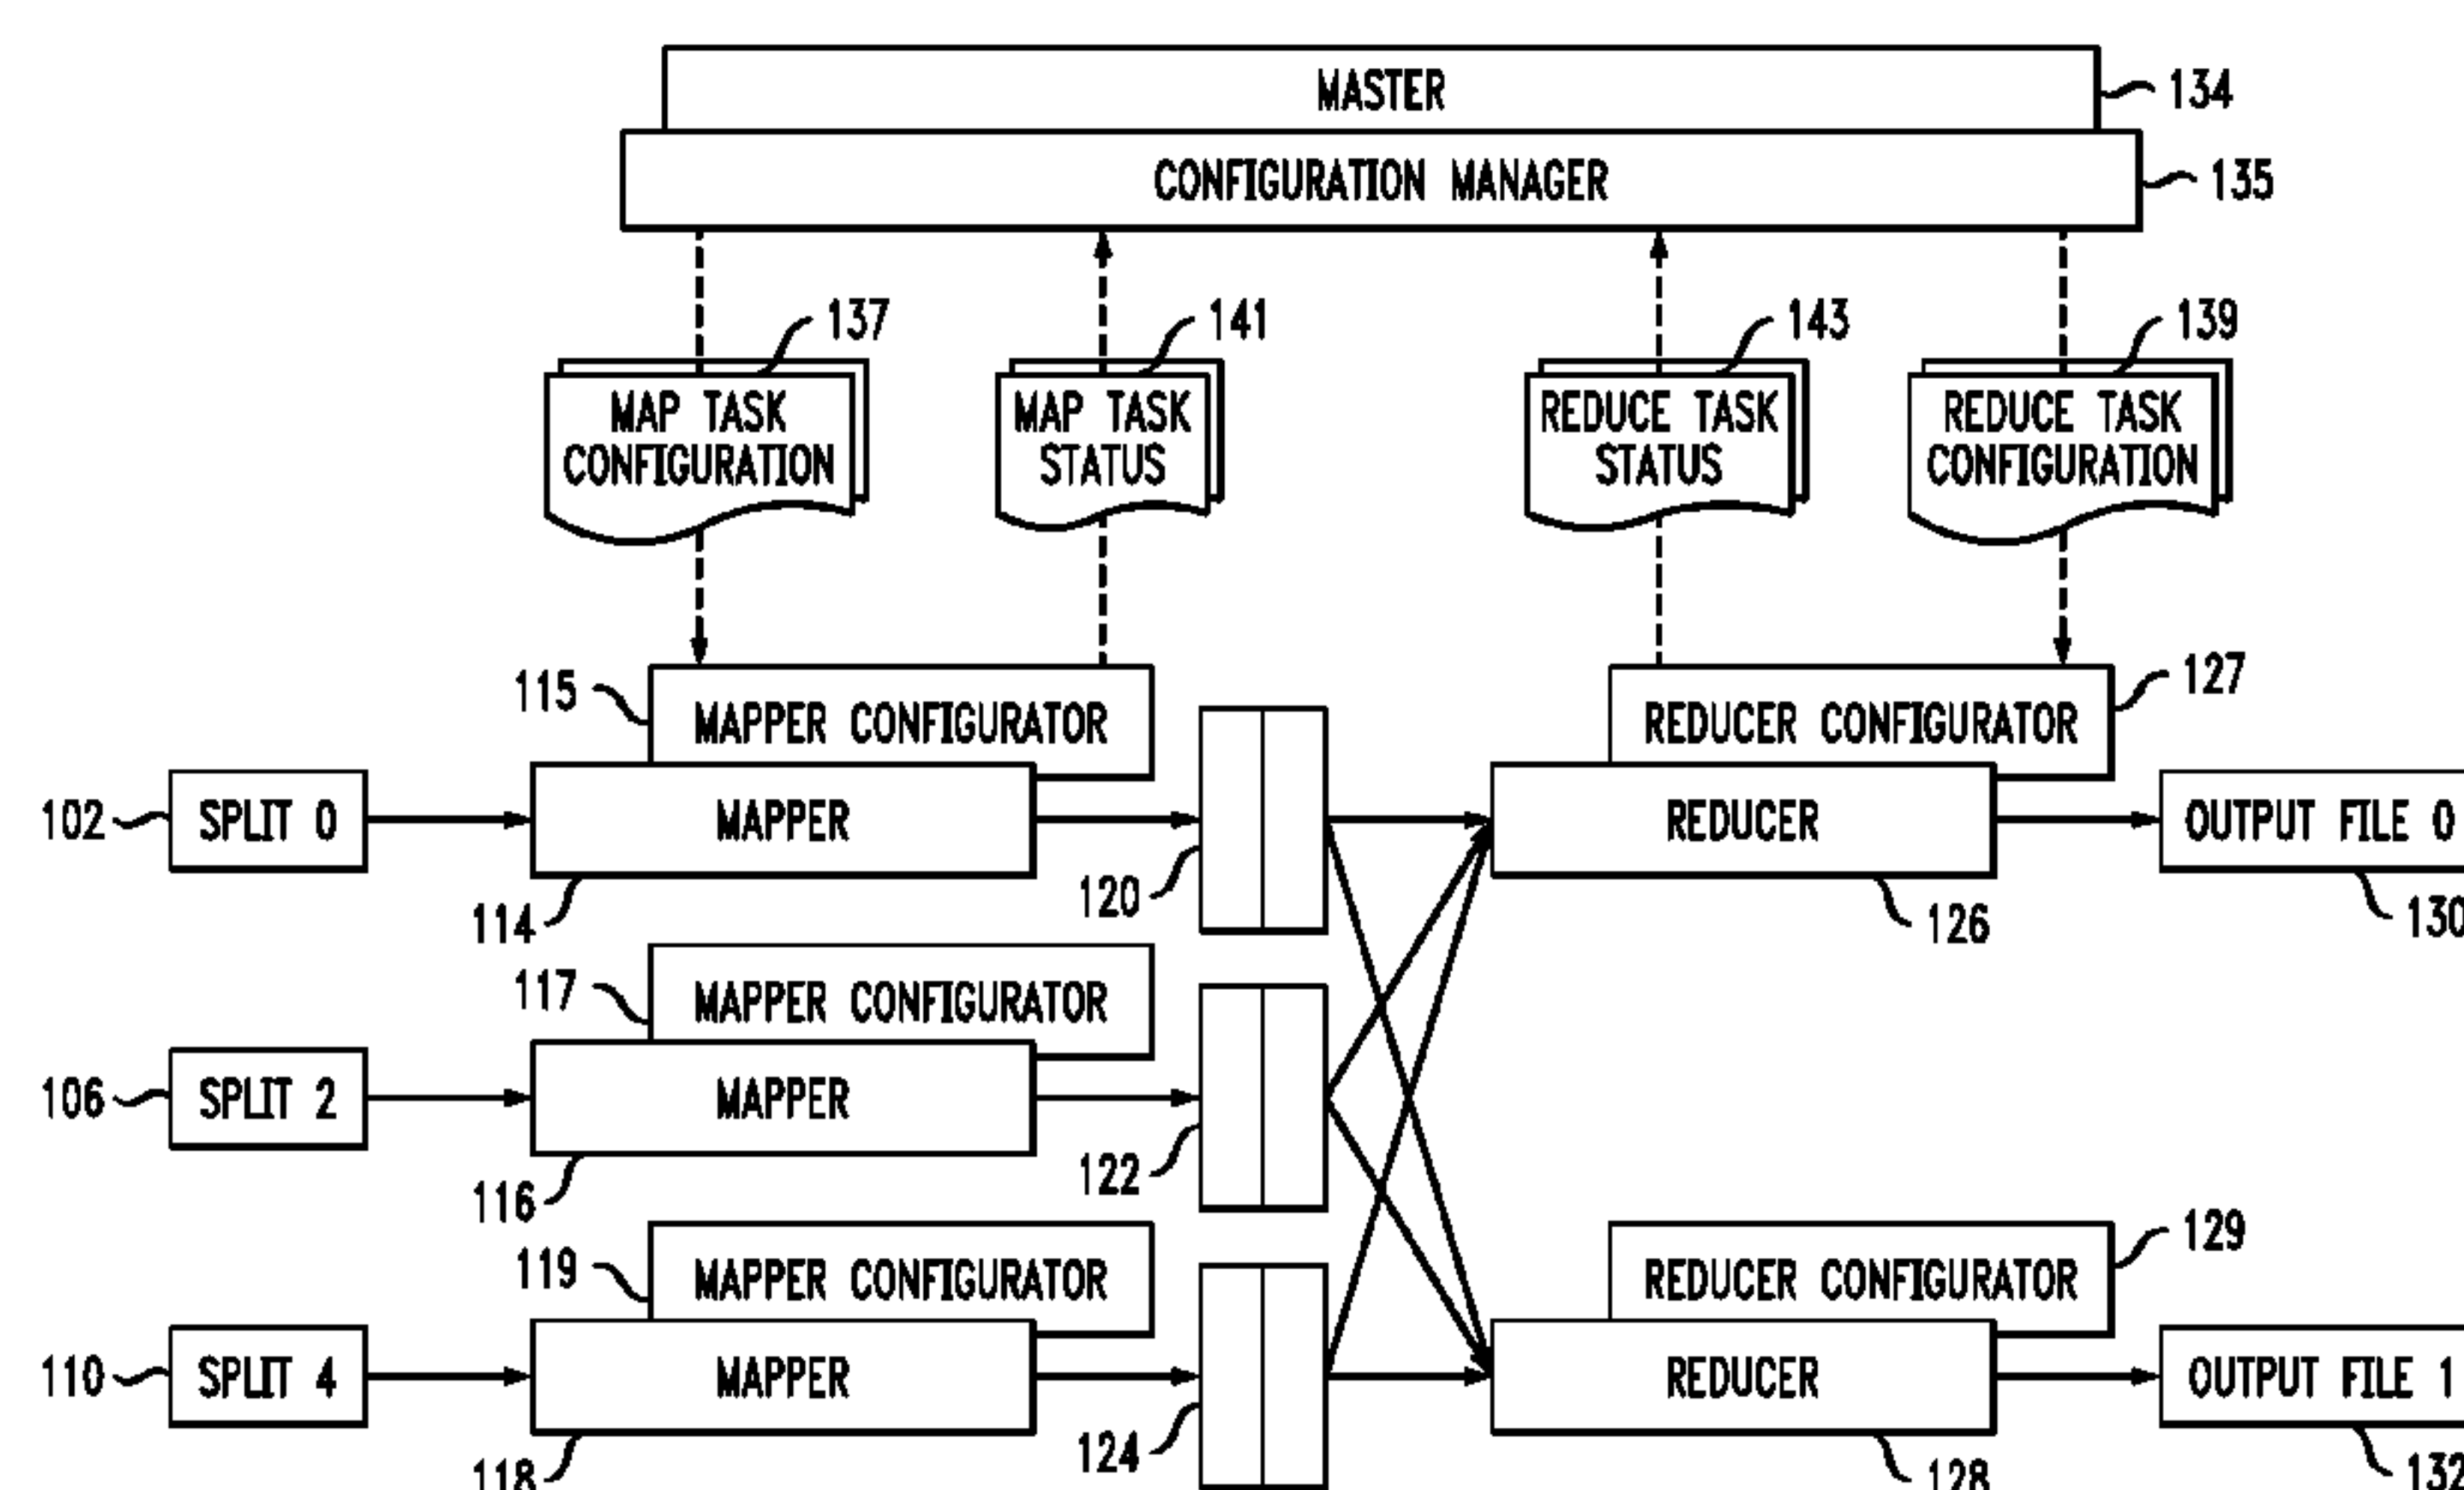 MASTER
134
CONFIGURATION MANAGER
135
137
141
143
139
MAP TASK
CONFIGURATION
MAP TASK
STATUS
REDUCE TASK
STATUS
REDUCE TASK
CONFIGURATION
115
MAPPER CONFIGURATOR
REDUCER CONFIGURATOR
127
102
SPLIT 0
MAPPER
REDUCER
OUTPUT FILE 0
114
120
126
130
117
MAPPER CONFIGURATOR
106
SPLIT 2
MAPPER
116
122
119
MAPPER CONFIGURATOR
REDUCER CONFIGURATOR
129
110
SPLIT 4
MAPPER
REDUCER
OUTPUT FILE 1
118
124
128
132